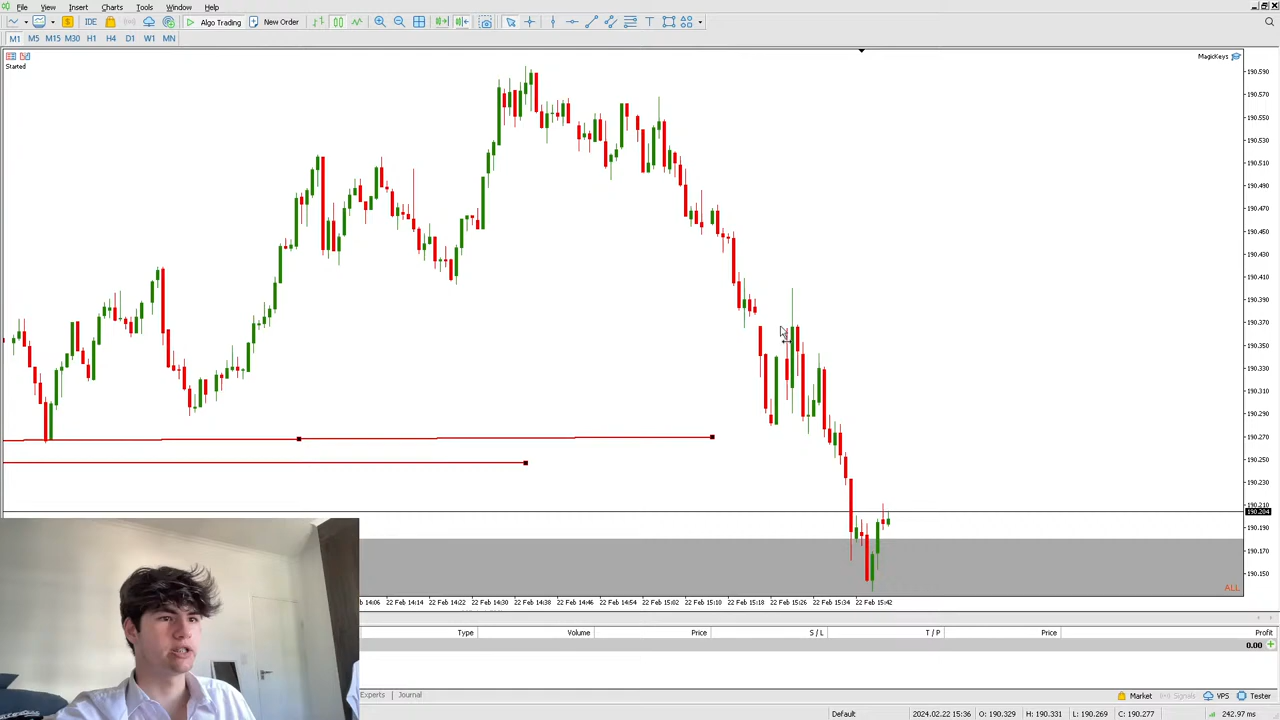 File View Insert Charts Tools Window Help
IDE Algo Trading New Order
M1 M5 M15 M30 H1 H4 D1 W1 MN
Started
MagicKeys
190.590
190.570
190.550
190.530
190.510
190.490
190.470
190.450
190.430
190.410
190.390
190.370
190.350
190.330
190.310
190.290
190.270
190.250
190.230
190.210
190.204
190.190
190.170
190.150
ALL
14:06 22 Feb 14:14 22 Feb 14:22 22 Feb 14:30 22 Feb 14:38 22 Feb 14:46 22 Feb 14:54 22 Feb 15:02 22 Feb 15:10 22 Feb 15:18 22 Feb 15:26 22 Feb 15:34 22 Feb 15:42
Type Volume Price S / L T / P Price Profit
0.00
Experts Journal
Market Signals VPS Tester
Default 2024.02.22 15:36 O: 190.329 H: 190.331 L: 190.269 C: 190.277 242.97 ms